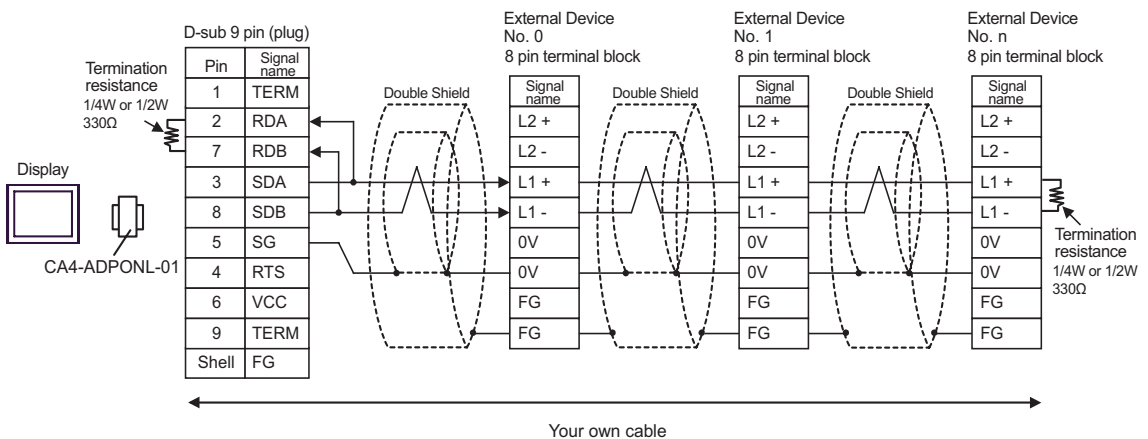 Display
CA4-ADPONL-01
Termination
resistance
1/4W or 1/2W
330Ω
D-sub 9 pin (plug)
Pin Signal name
1 TERM
2 RDA
7 RDB
3 SDA
8 SDB
5 SG
4 RTS
6 VCC
9 TERM
Shell FG
Double Shield
External Device
No. 0
8 pin terminal block
Signal
name
L2 +
L2 -
L1 +
L1 -
0V
0V
FG
FG
Double Shield
External Device
No. 1
8 pin terminal block
Signal
name
L2 +
L2 -
L1 +
L1 -
0V
0V
FG
FG
Double Shield
External Device
No. n
8 pin terminal block
Signal
name
L2 +
L2 -
L1 +
L1 -
0V
0V
FG
FG
Termination
resistance
1/4W or 1/2W
330Ω
Your own cable